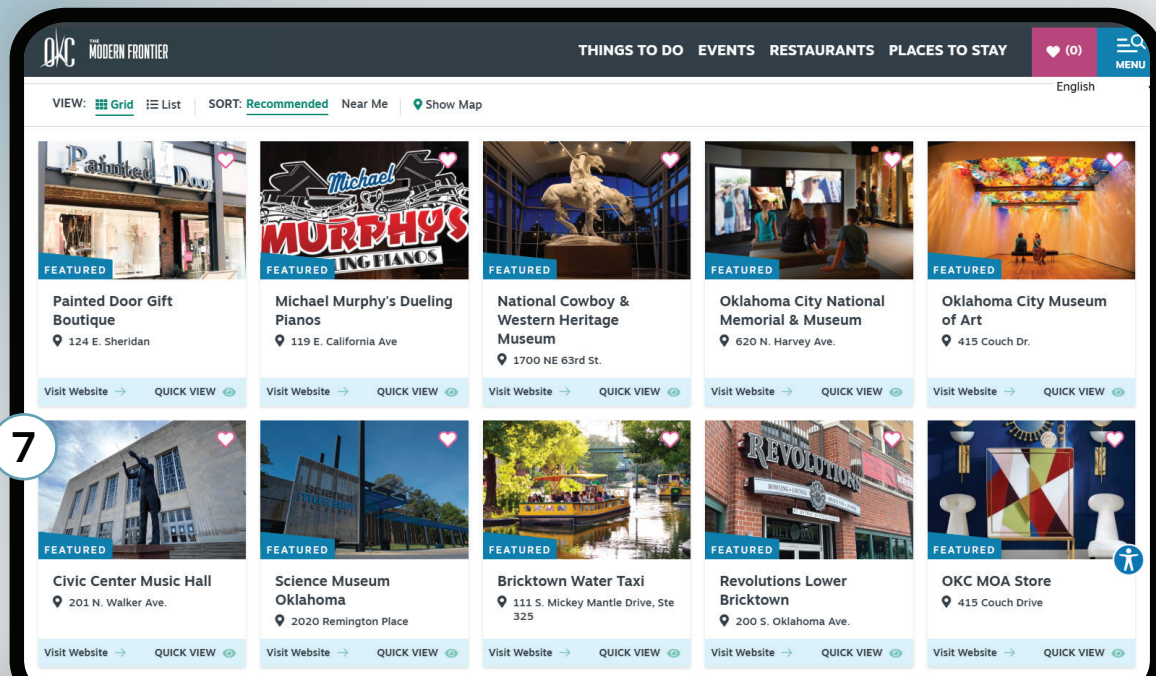 OKC THE MODERN FRONTIER
THINGS TO DO EVENTS RESTAURANTS PLACES TO STAY (0) MENU
English
VIEW: Grid List SORT: Recommended Near Me Show Map
Painted Door
FEATURED
Painted Door Gift
Boutique
124 E. Sheridan
Visit Website → QUICK VIEW
Michael
MURPHY'S
ING PIANOS
FEATURED
Michael Murphy's Dueling
Pianos
119 E. California Ave
Visit Website → QUICK VIEW
FEATURED
National Cowboy &
Western Heritage
Museum
1700 NE 63rd St.
Visit Website → QUICK VIEW
FEATURED
Oklahoma City National
Memorial & Museum
620 N. Harvey Ave.
Visit Website → QUICK VIEW
FEATURED
Oklahoma City Museum
of Art
415 Couch Dr.
Visit Website → QUICK VIEW
7
FEATURED
Civic Center Music Hall
201 N. Walker Ave.
Visit Website → QUICK VIEW
science
museum
FEATURED
Science Museum
Oklahoma
2020 Remington Place
Visit Website → QUICK VIEW
FEATURED
Bricktown Water Taxi
111 S. Mickey Mantle Drive, Ste
325
Visit Website → QUICK VIEW
REVOLUTIONS
BOWLING • LOUNGE
FEATURED
Revolutions Lower
Bricktown
200 S. Oklahoma Ave.
Visit Website → QUICK VIEW
FEATURED
OKC MOA Store
415 Couch Drive
Visit Website → QUICK VIEW